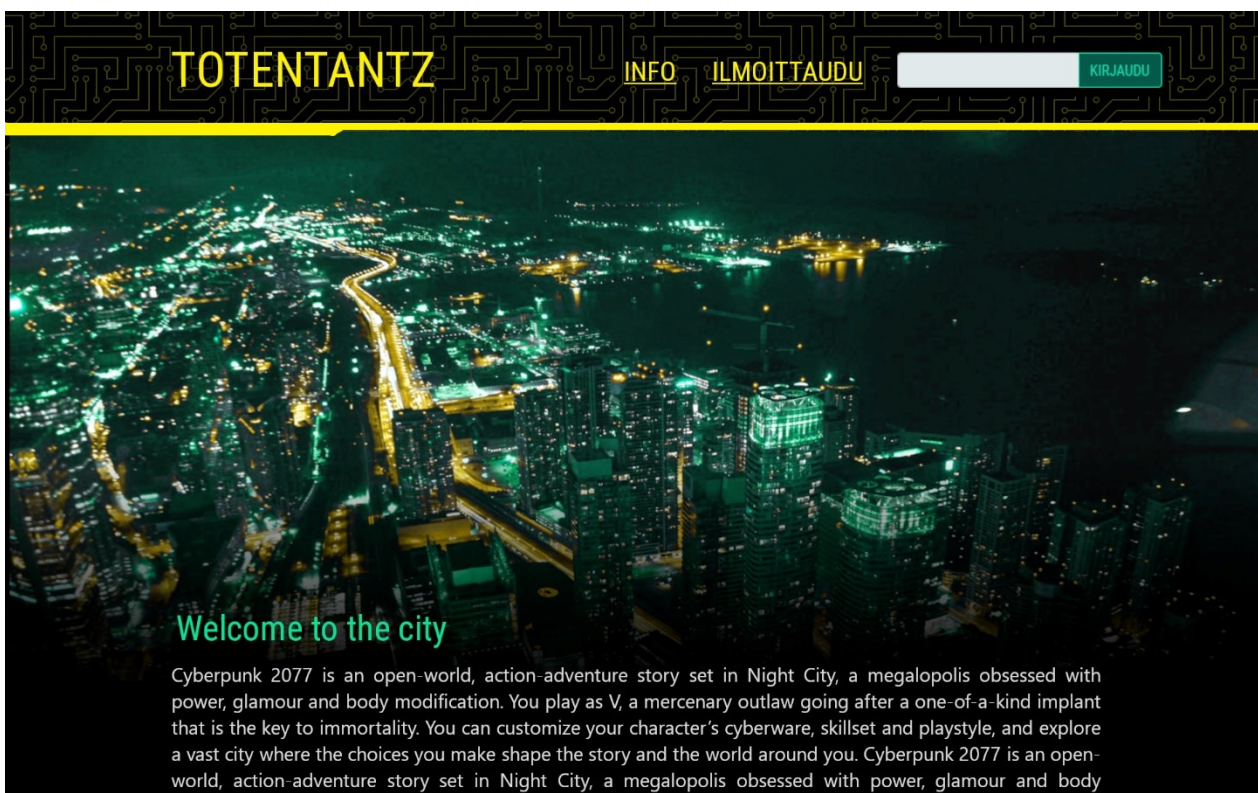 TOTENTANTZ
INFO
ILMOITTAUDU
KIRJAUDU
Welcome to the city
Cyberpunk 2077 is an open-world, action-adventure story set in Night City, a megalopolis obsessed with
power, glamour and body modification. You play as V, a mercenary outlaw going after a one-of-a-kind implant
that is the key to immortality. You can customize your character’s cyberware, skillset and playstyle, and explore
a vast city where the choices you make shape the story and the world around you. Cyberpunk 2077 is an open-
world, action-adventure story set in Night City, a megalopolis obsessed with power, glamour and body